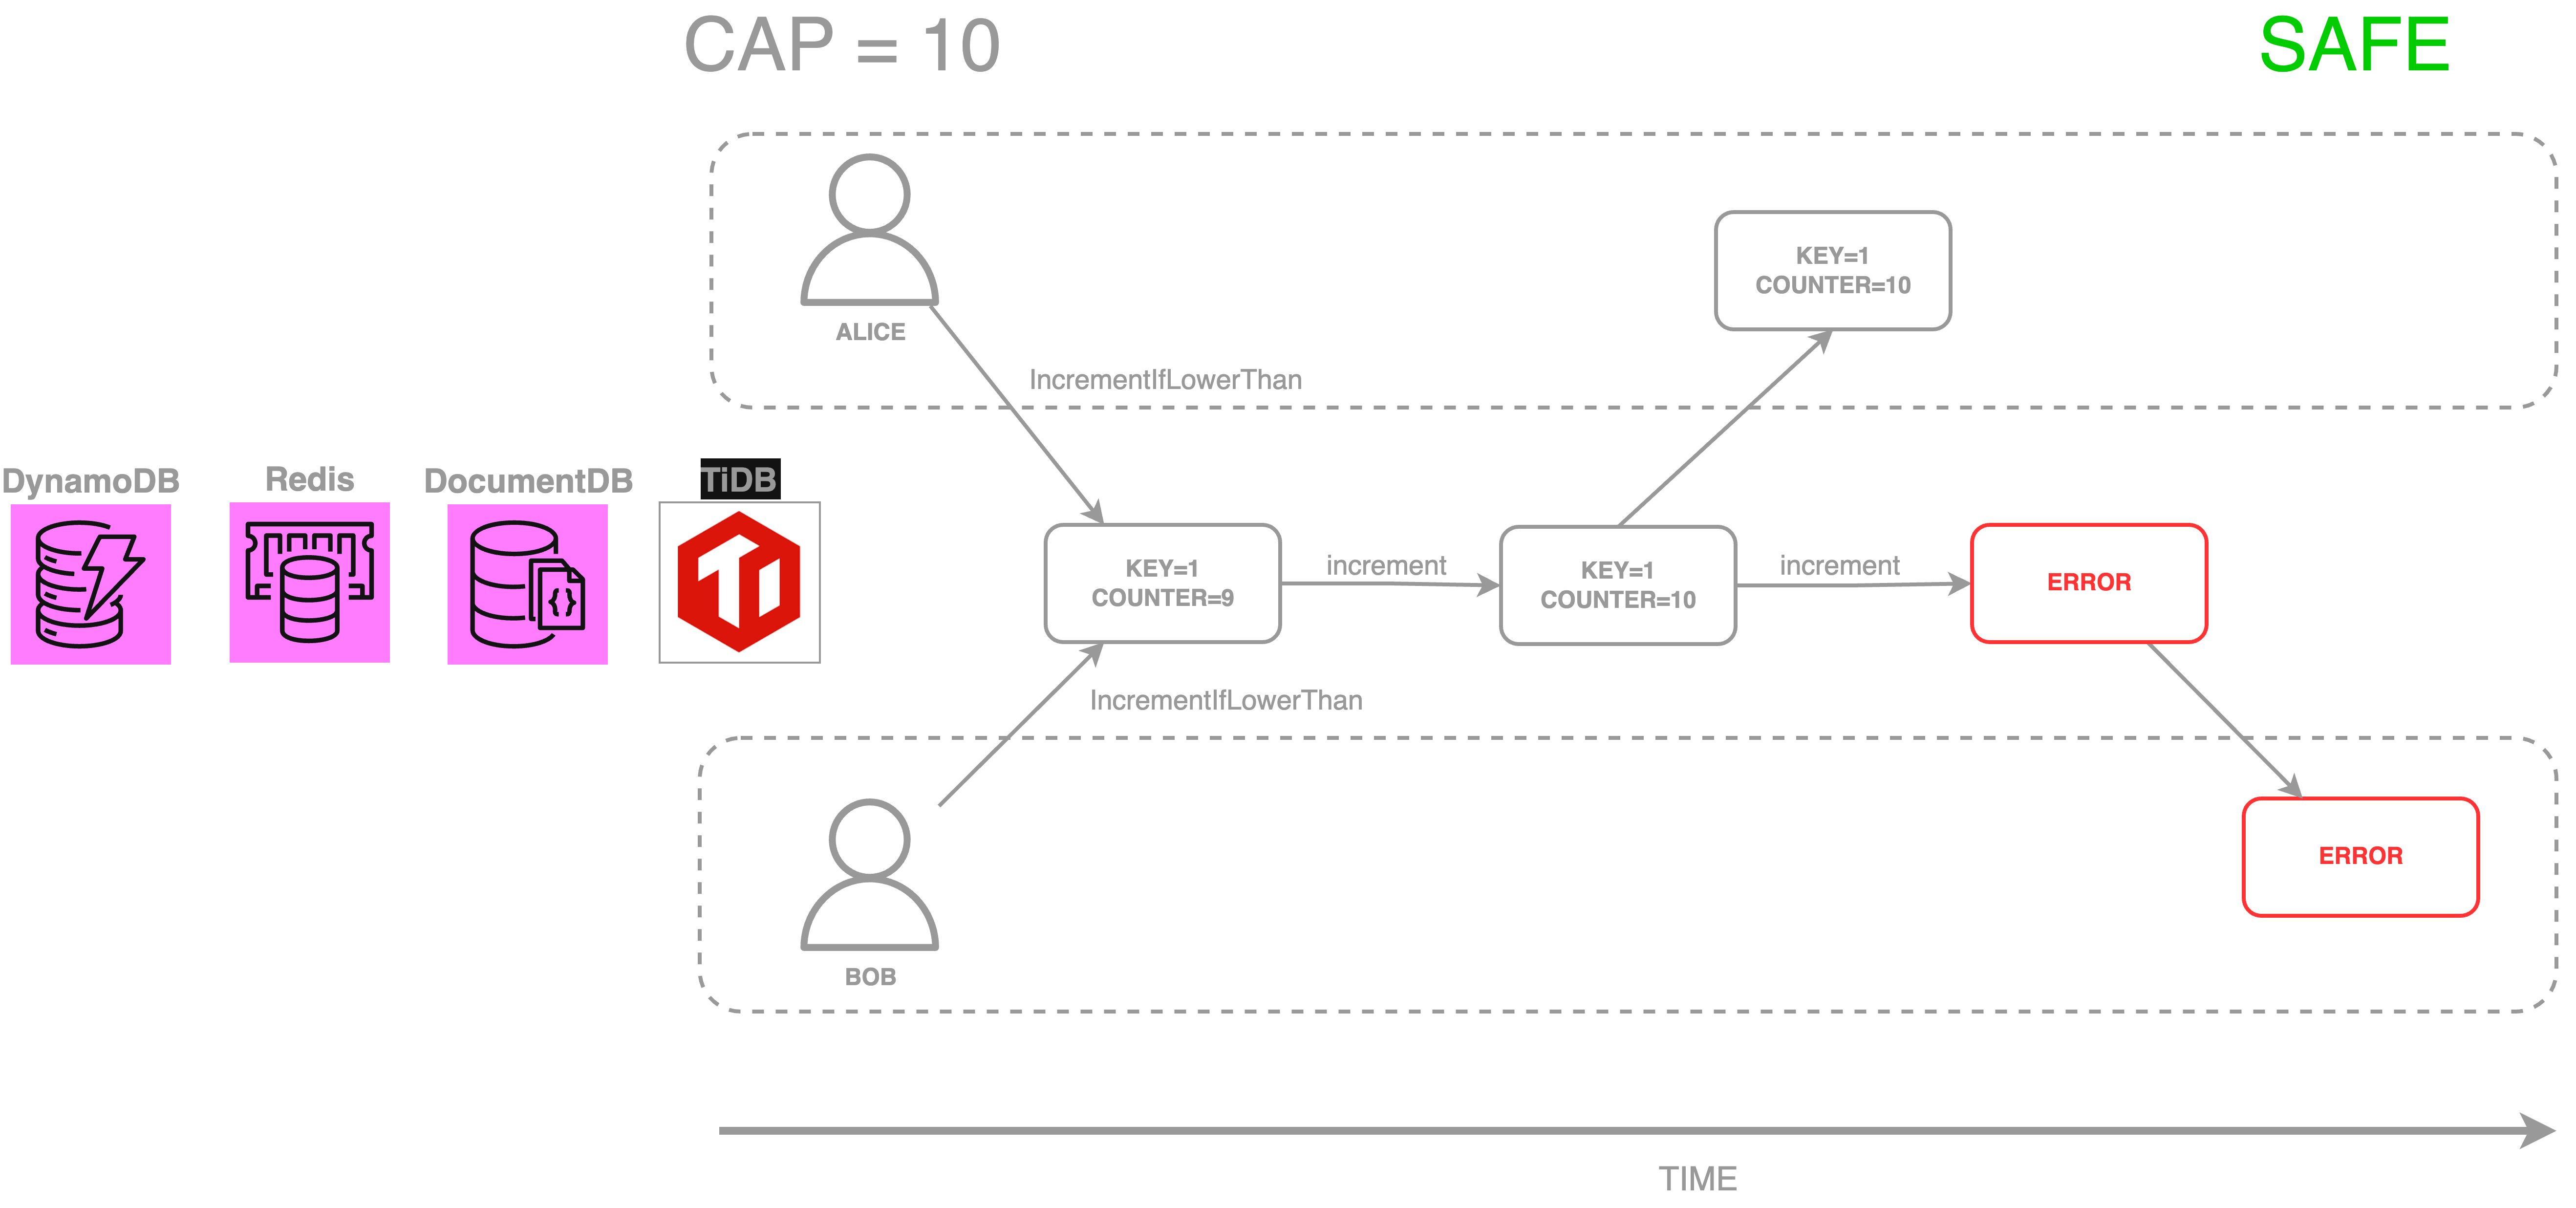 CAP = 10
SAFE
ALICE
KEY=1
COUNTER=10
IncrementIfLowerThan
DynamoDB
Redis
DocumentDB
TiDB
KEY=1
COUNTER=9
increment
KEY=1
COUNTER=10
increment
ERROR
IncrementIfLowerThan
BOB
ERROR
TIME